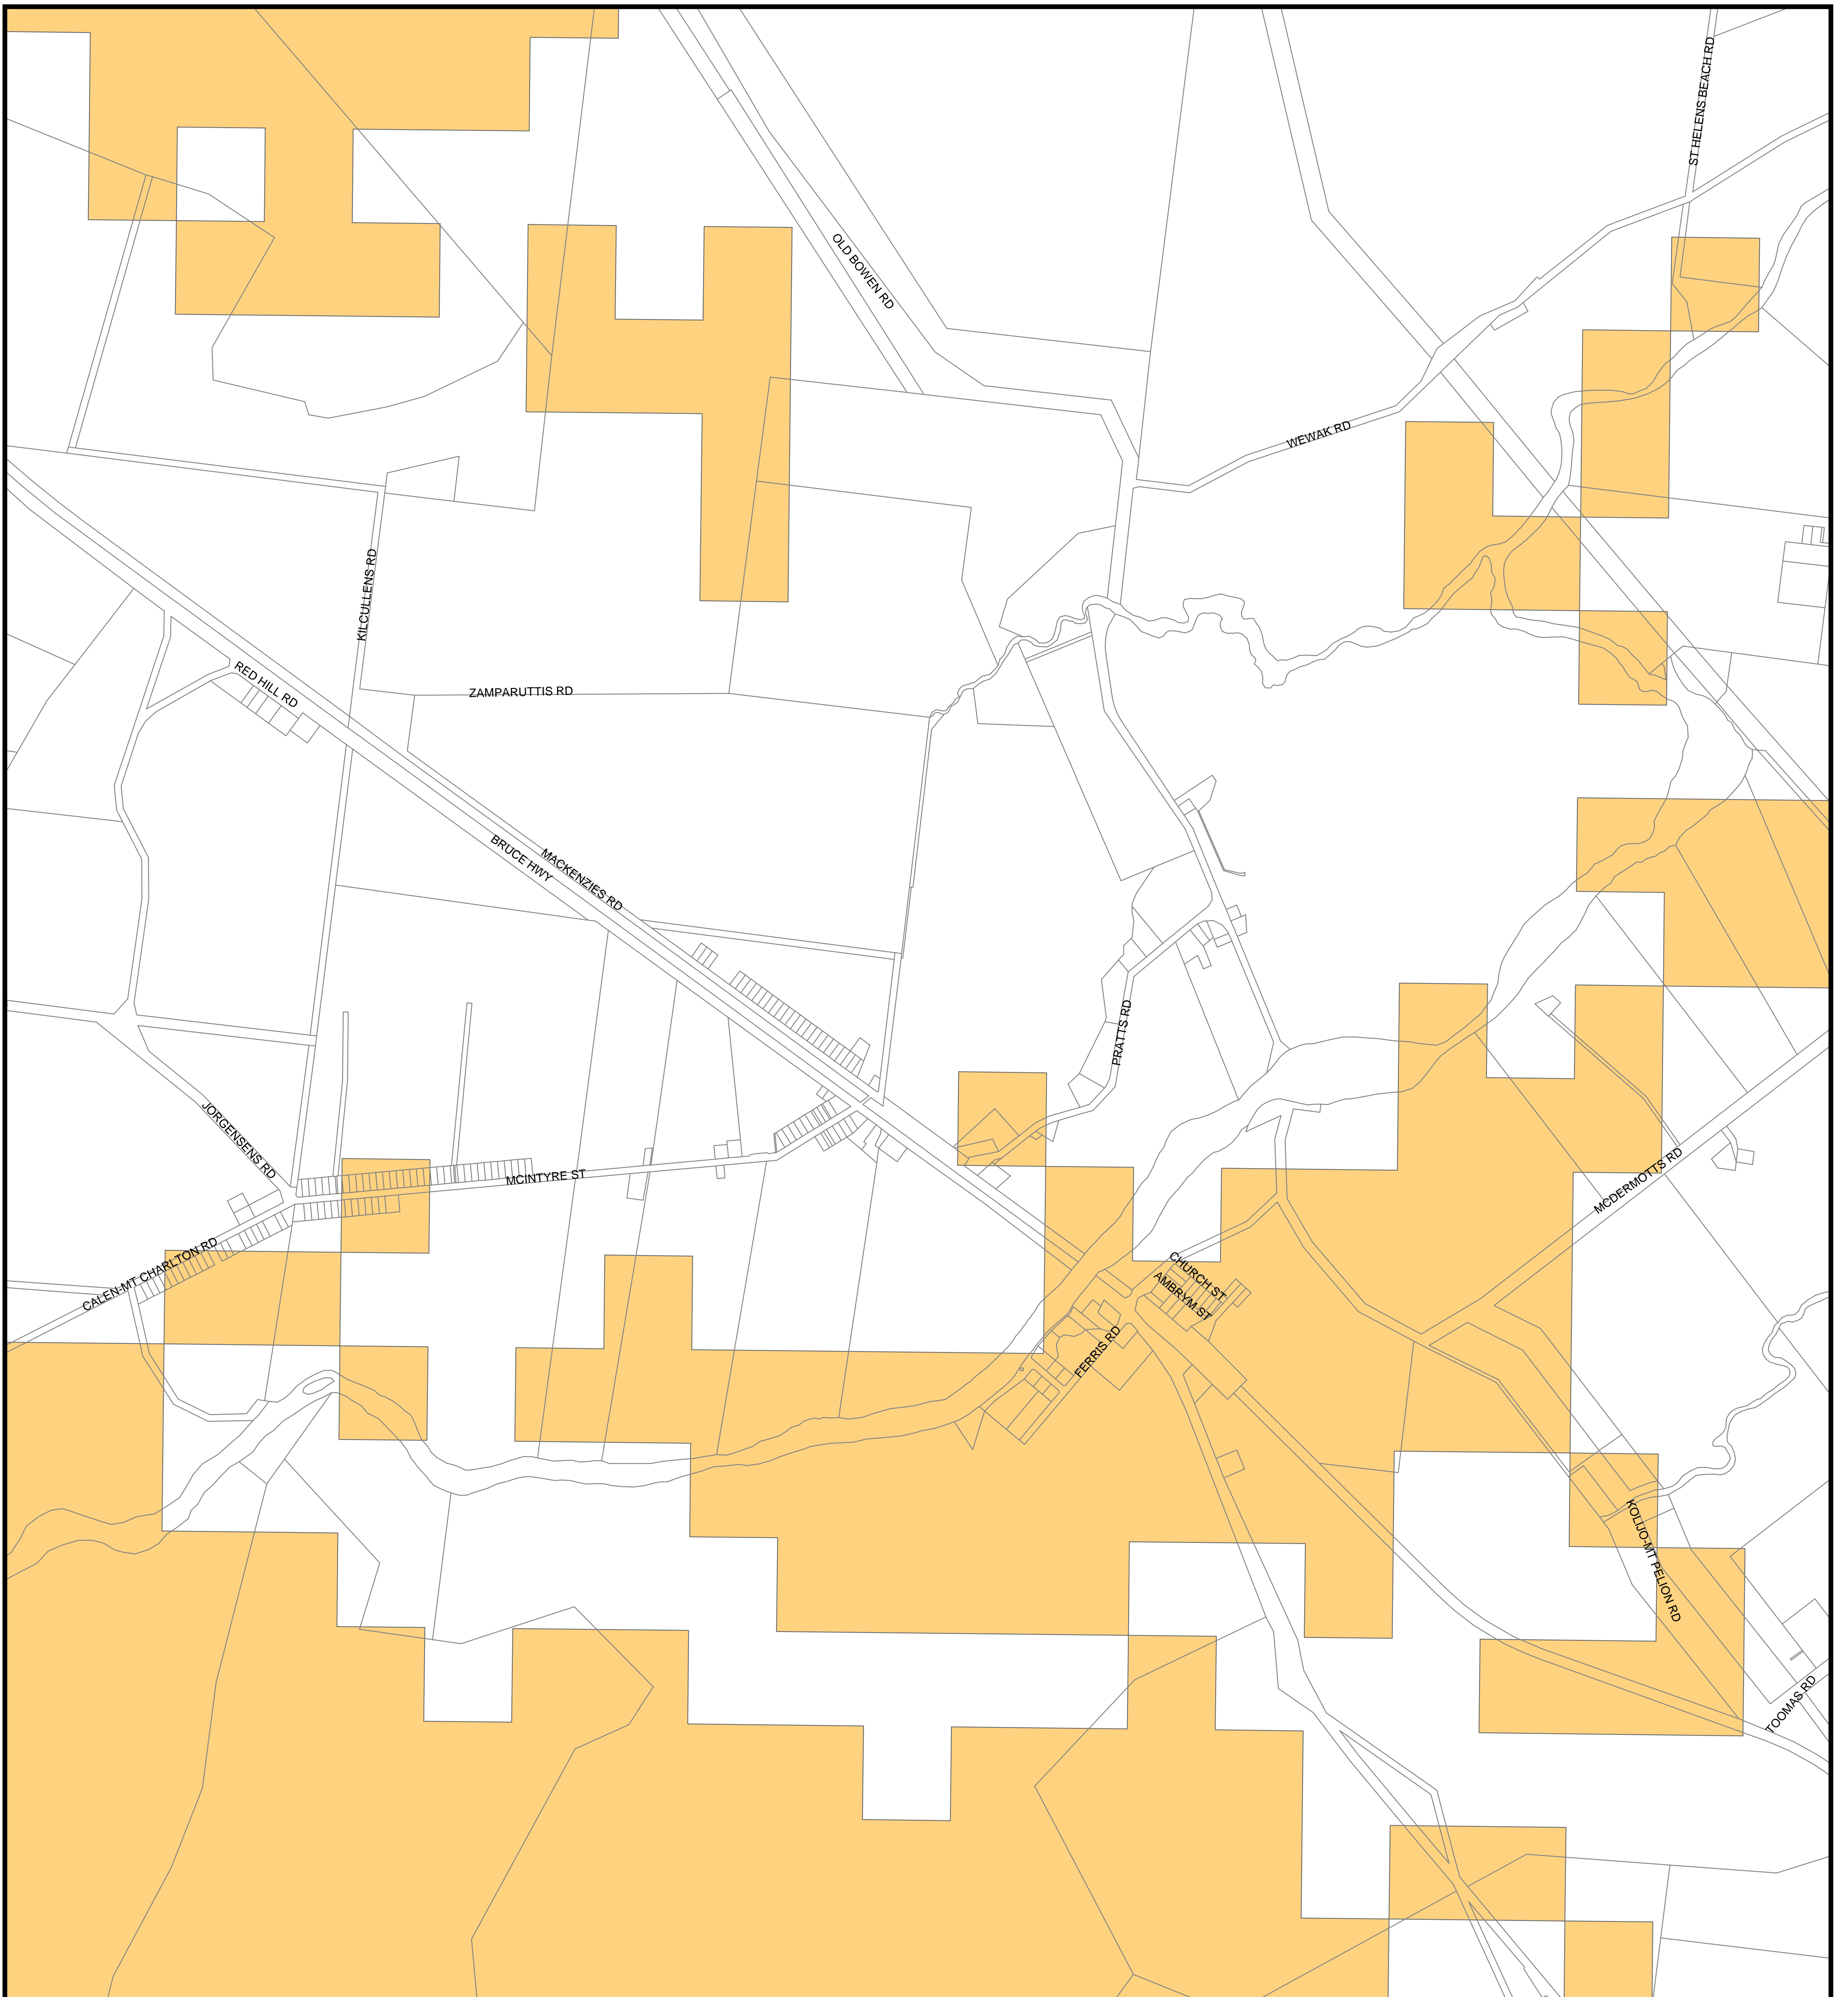 ST HELENS BEACH RD
OLD BOWEN RD
WEWAK RD
KILCULLENS RD
RED HILL RD
ZAMPARUTTIS RD
BRUCE HWY
MACKENZIES RD
PRATTS RD
JORGENSENS RD
MCINTYRE ST
MCDERMOTTS RD
CALEN-MT CHARLTON RD
CHURCH ST
AMBRYM ST
FERRIS RD
KOLIJO-MT PELION RD
TOOMAS RD